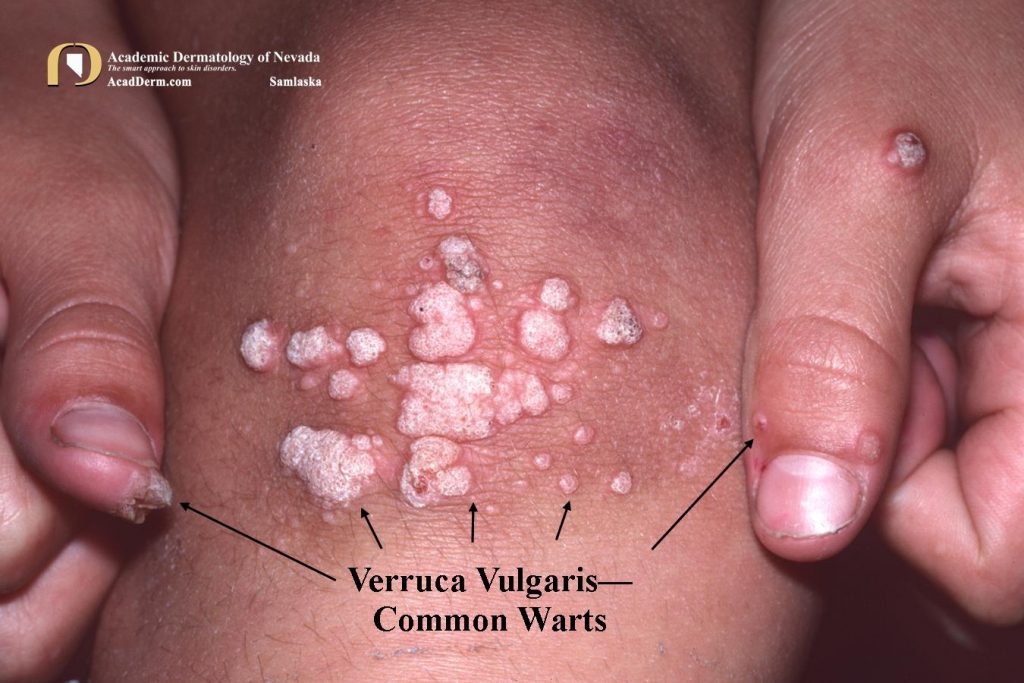 Academic Dermatology of Nevada
The smart approach to skin disorders.
AcadDerm.com Samlaska
Verruca Vulgaris—
Common Warts